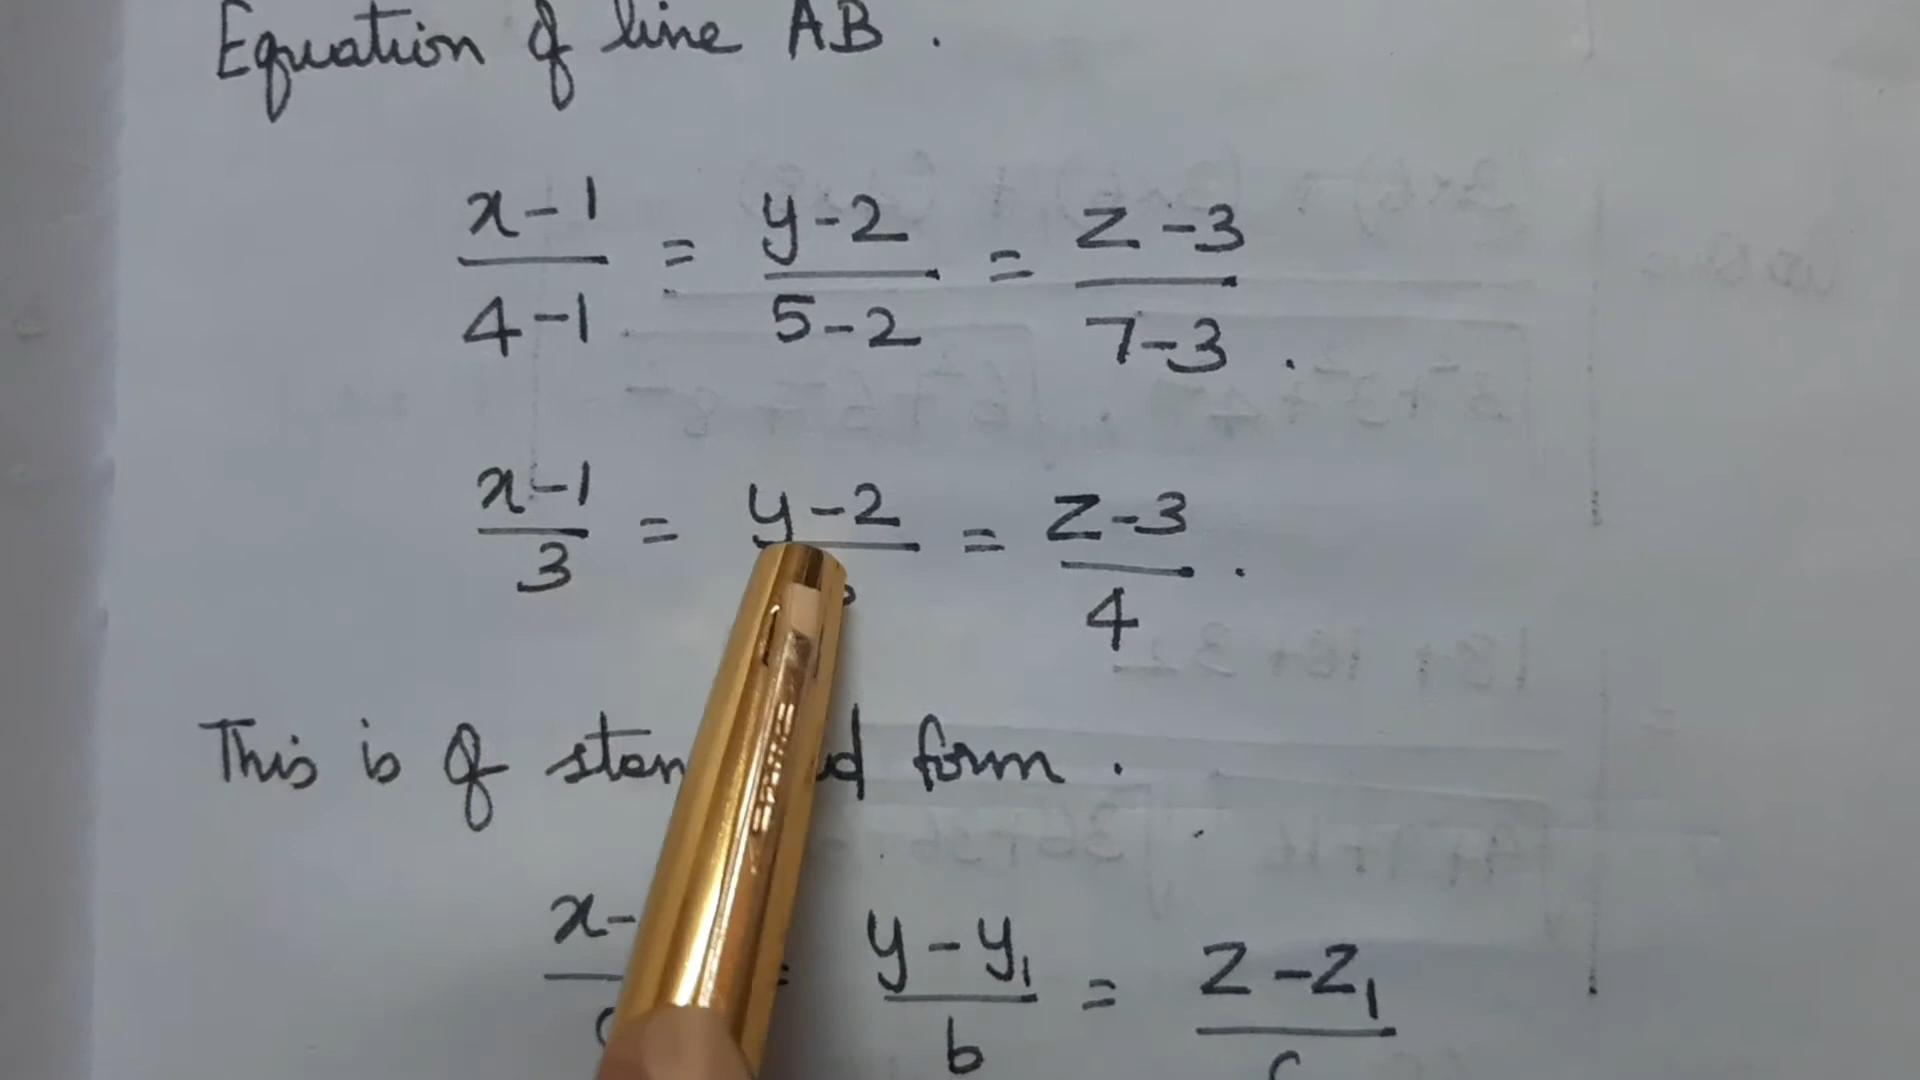 Equation of line AB.
x-1/4-1 = y-2/5-2 = z-3/7-3.
x-1/3 = y-2/ = z-3/4.
This is of form.
x- = y-y₁/b = z-z₁/